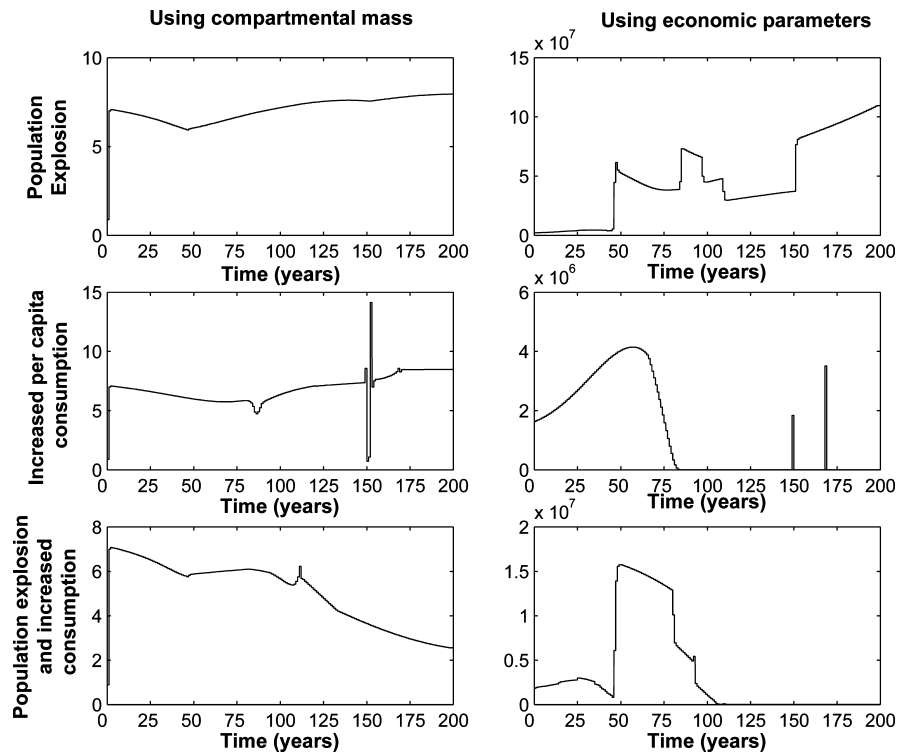 Using compartmental mass
Using economic parameters
Population
Explosion
10
5
0
0 25 50 75 100 125 150 175 200
Time (years)
x 10^7
15
10
5
0
0 25 50 75 100 125 150 175 200
Time (years)
Increased per capita
consumption
15
10
5
0
0 25 50 75 100 125 150 175 200
Time (years)
x 10^6
6
4
2
0
0 25 50 75 100 125 150 175 200
Time (years)
Population explosion
and increased
consumption
8
6
4
2
0
0 25 50 75 100 125 150 175 200
Time (years)
x 10^7
2
1.5
1
0.5
0
0 25 50 75 100 125 150 175 200
Time (years)